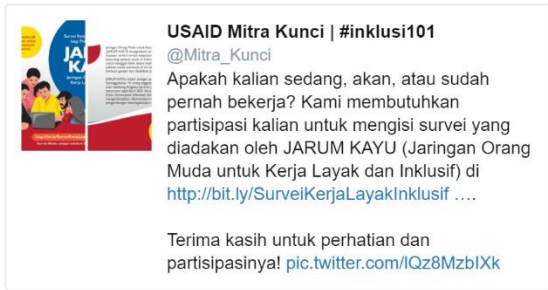 USAID Mitra Kunci | #inklusi101
@Mitra_Kunci
Apakah kalian sedang, akan, atau sudah
pernah bekerja? Kami membutuhkan
partisipasi kalian untuk mengisi survei yang
diadakan oleh JARUM KAYU (Jaringan Orang
Muda untuk Kerja Layak dan Inklusif) di
http://bit.ly/SurveiKerjaLayakInklusif ….
Terima kasih untuk perhatian dan
partisipasinya! pic.twitter.com/lQz8MzbIXk